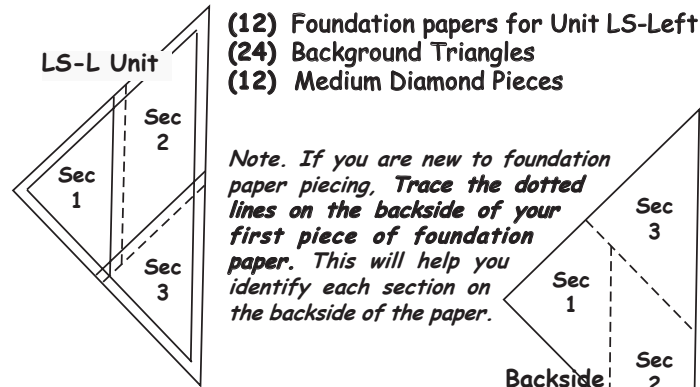 (12) Foundation papers for Unit LS-Left
(24) Background Triangles
(12) Medium Diamond Pieces
LS-L Unit
Sec
1
Sec
2
Sec
3
Note. If you are new to foundation
paper piecing, Trace the dotted
lines on the backside of your
first piece of foundation
paper. This will help you
identify each section on
the backside of the paper.
Sec
3
Sec
1
Sec
2
Backside